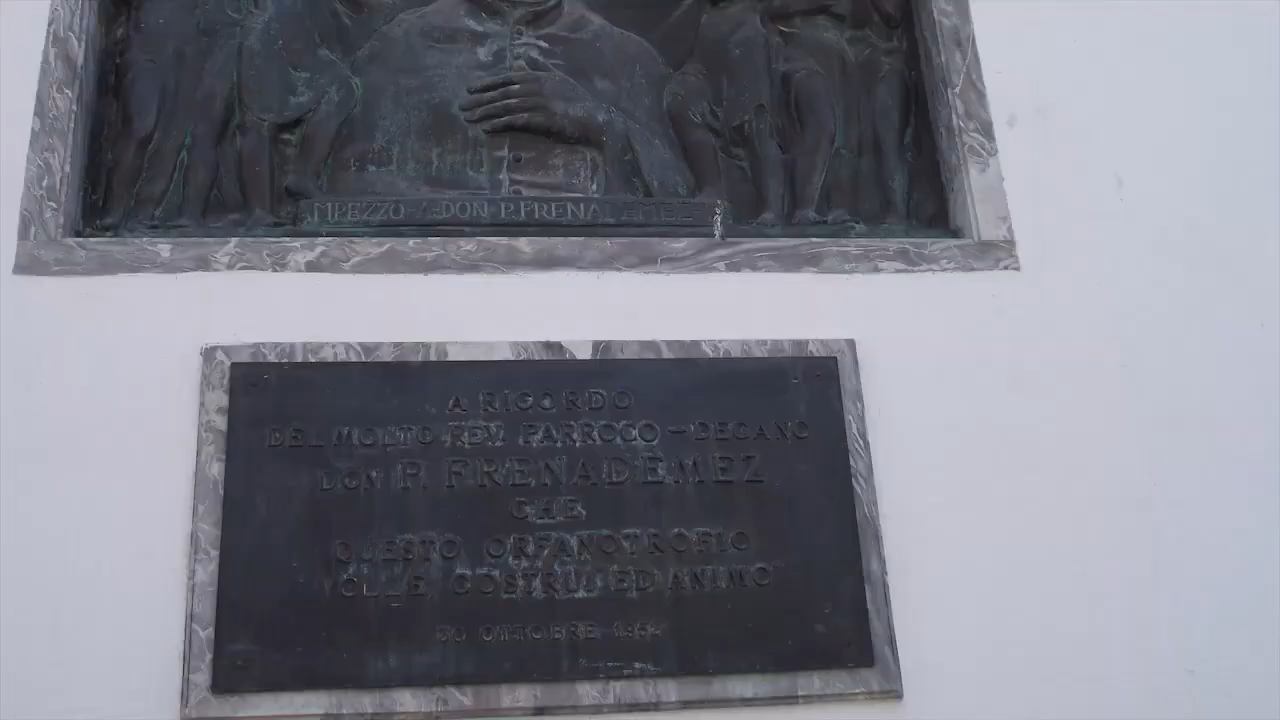 AMPEZZO-A-DON P. FRENADEMEZ
A RICORDO
DEL MOLTO REV. PARROCO - DECANO
DON P. FRENADEMEZ
CHE
QUESTO ORFANOTROFIO
VOLLE, COSTRUI ED ANIMO'
OTTOBRE